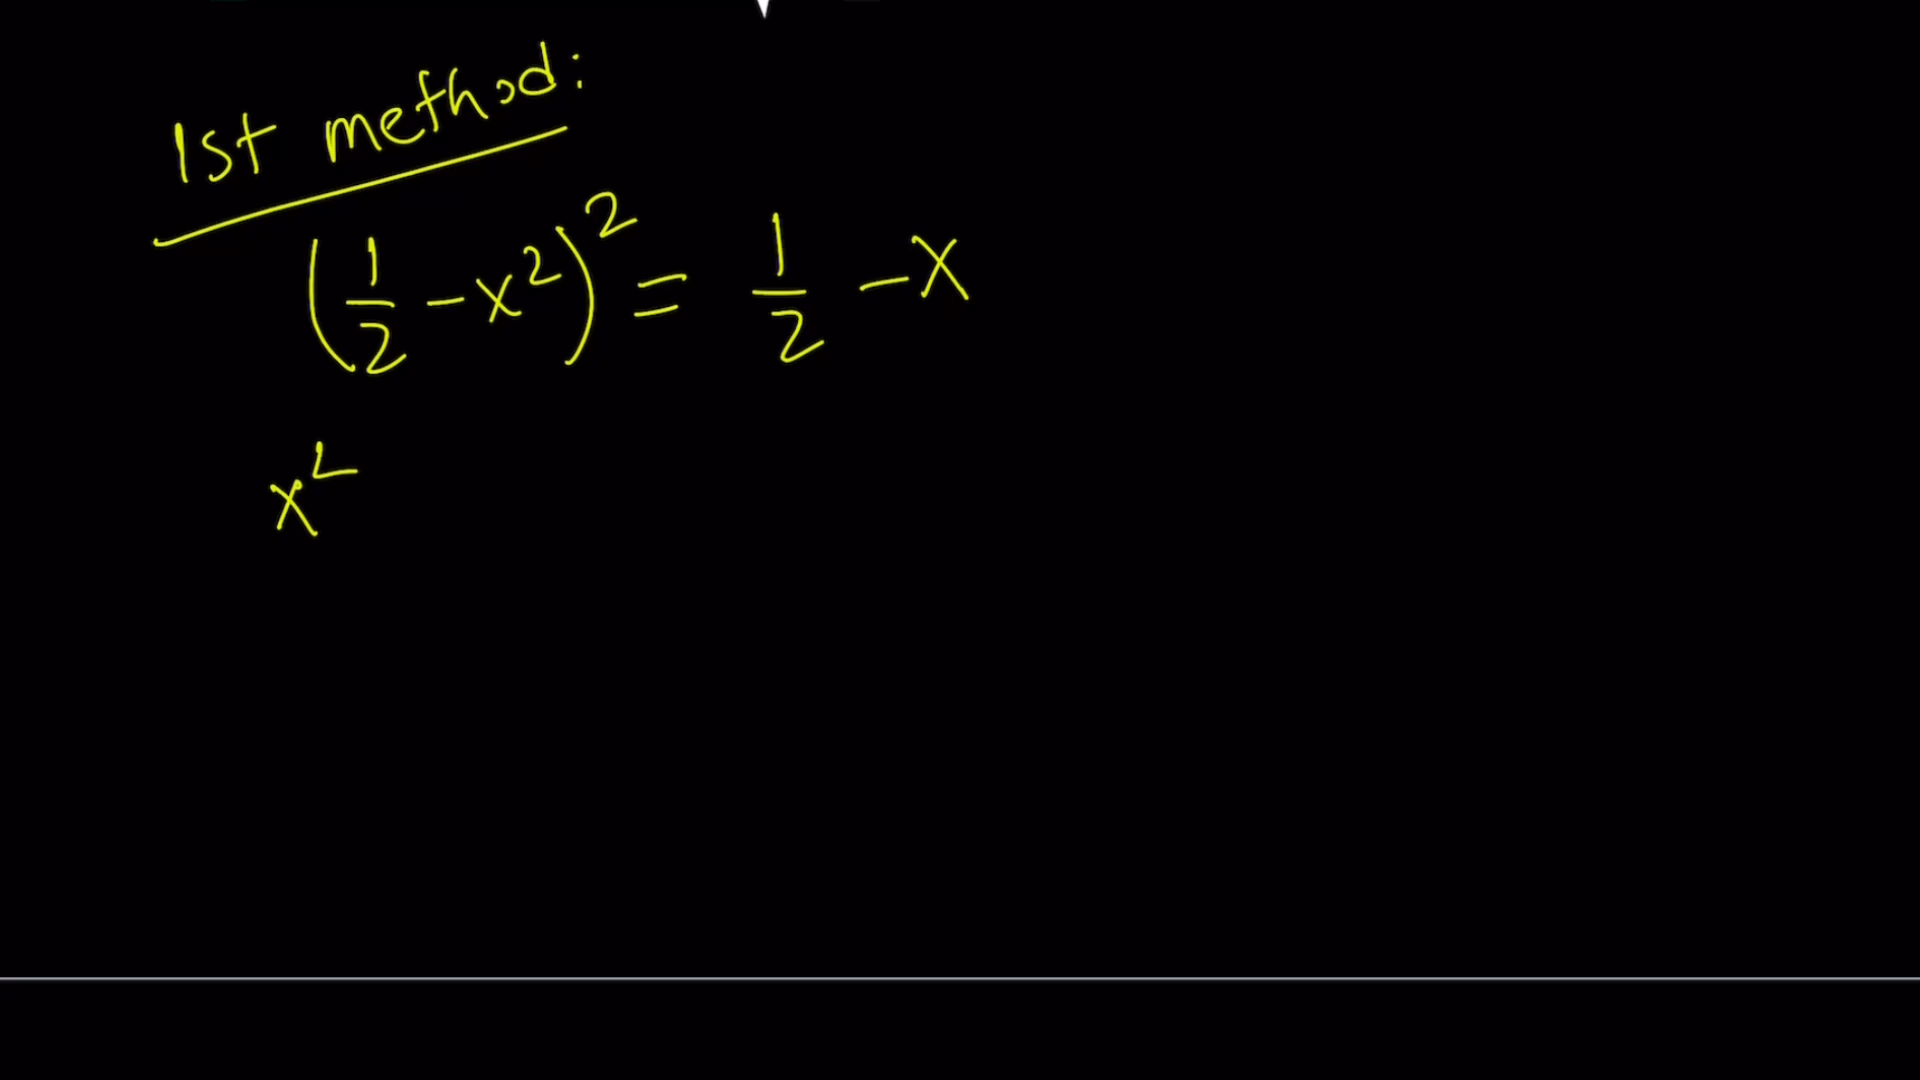 1st method:
(1/2 - x²)² = 1/2 - x
x²